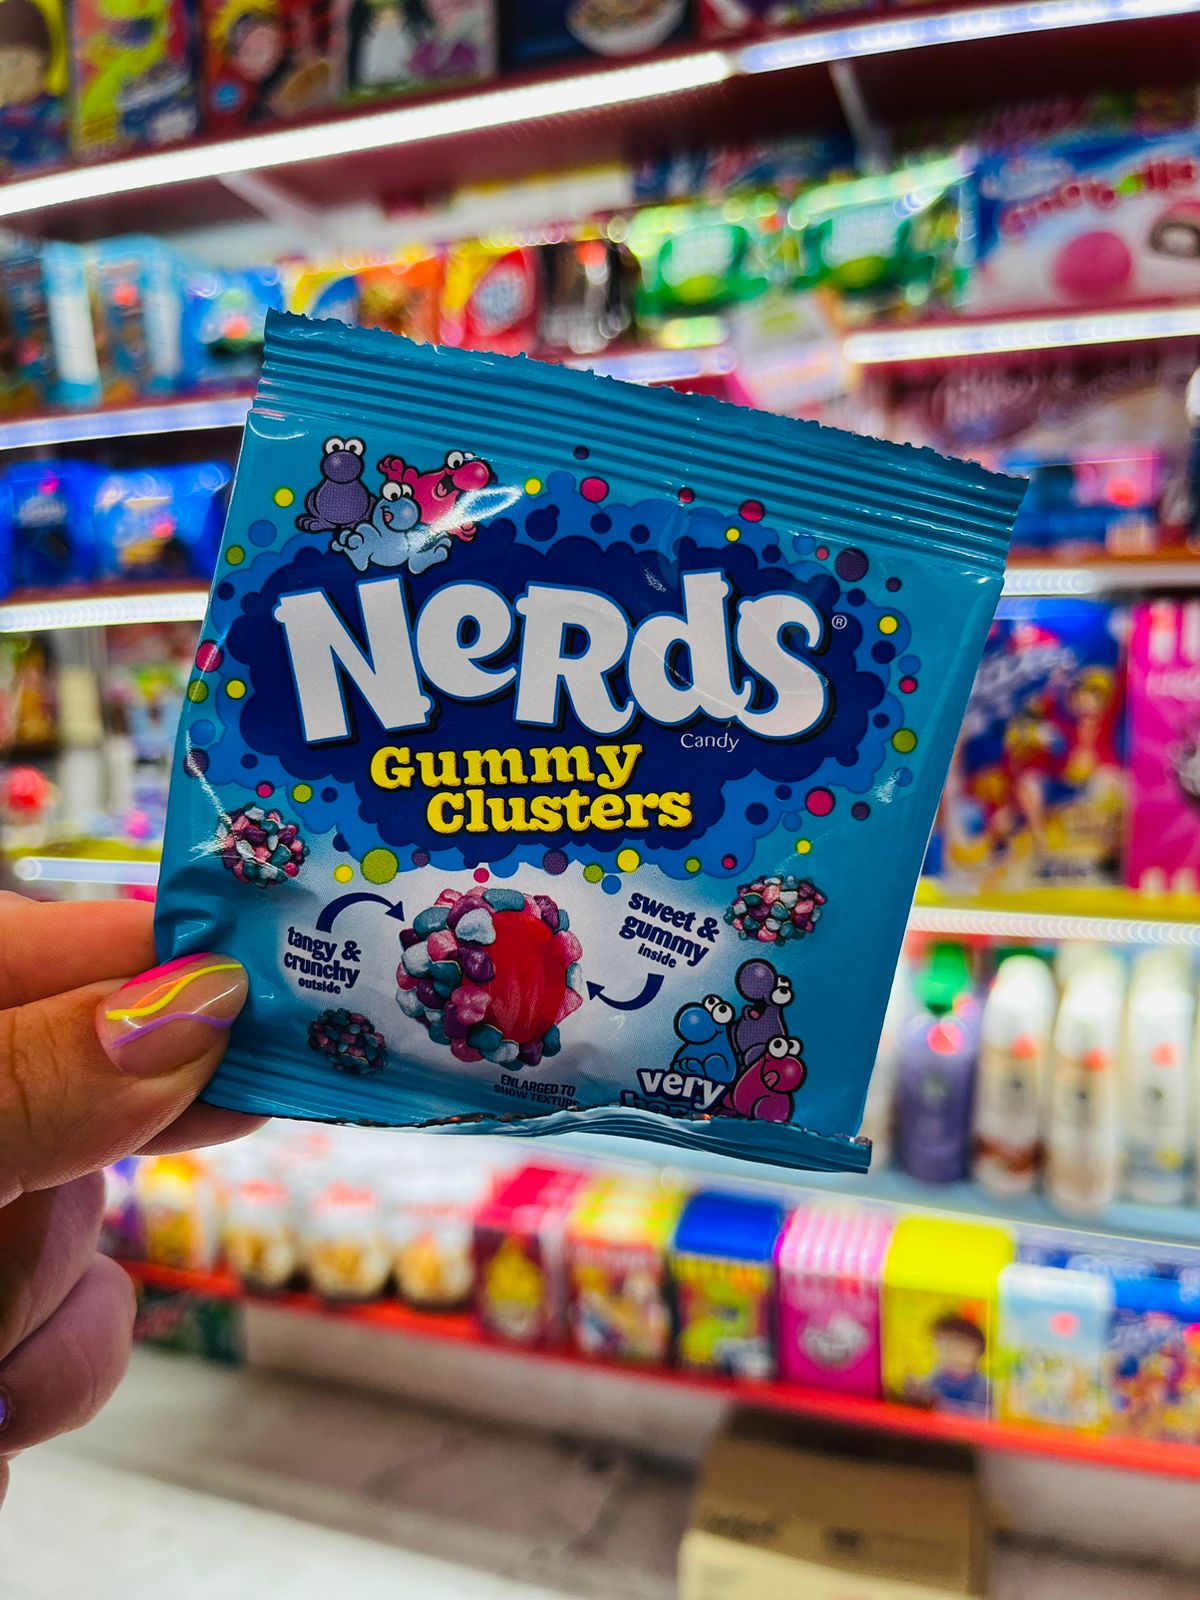 NeRdS®
Candy
Gummy
Clusters
tangy &
crunchy
outside
sweet &
gummy
inside
ENLARGED TO
SHOW TEXTURE
very